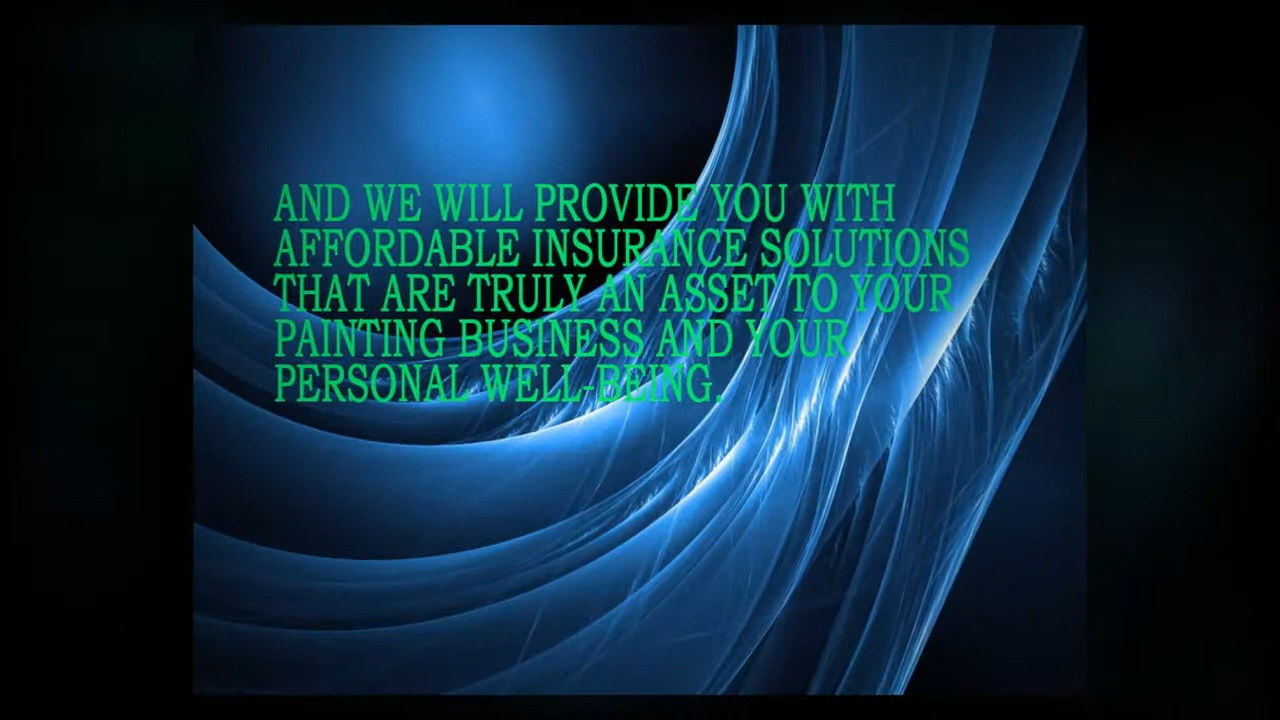 AND WE WILL PROVIDE YOU WITH
AFFORDABLE INSURANCE SOLUTIONS
THAT ARE TRULY AN ASSET TO YOUR
PAINTING BUSINESS AND YOUR
PERSONAL WELL-BEING.